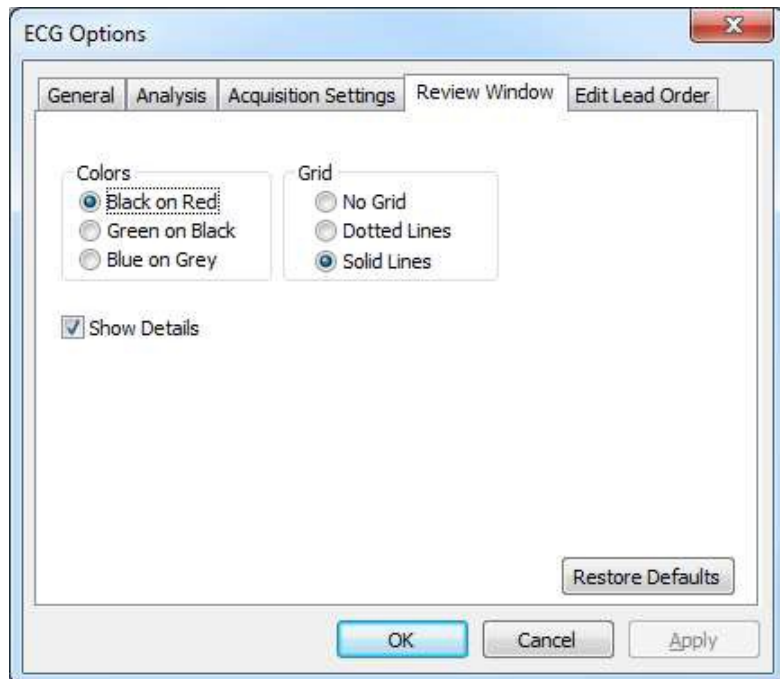 ECG Options
General Analysis Acquisition Settings Review Window Edit Lead Order
Colors
Black on Red
Green on Black
Blue on Grey
Grid
No Grid
Dotted Lines
Solid Lines
Show Details
Restore Defaults
OK Cancel Apply